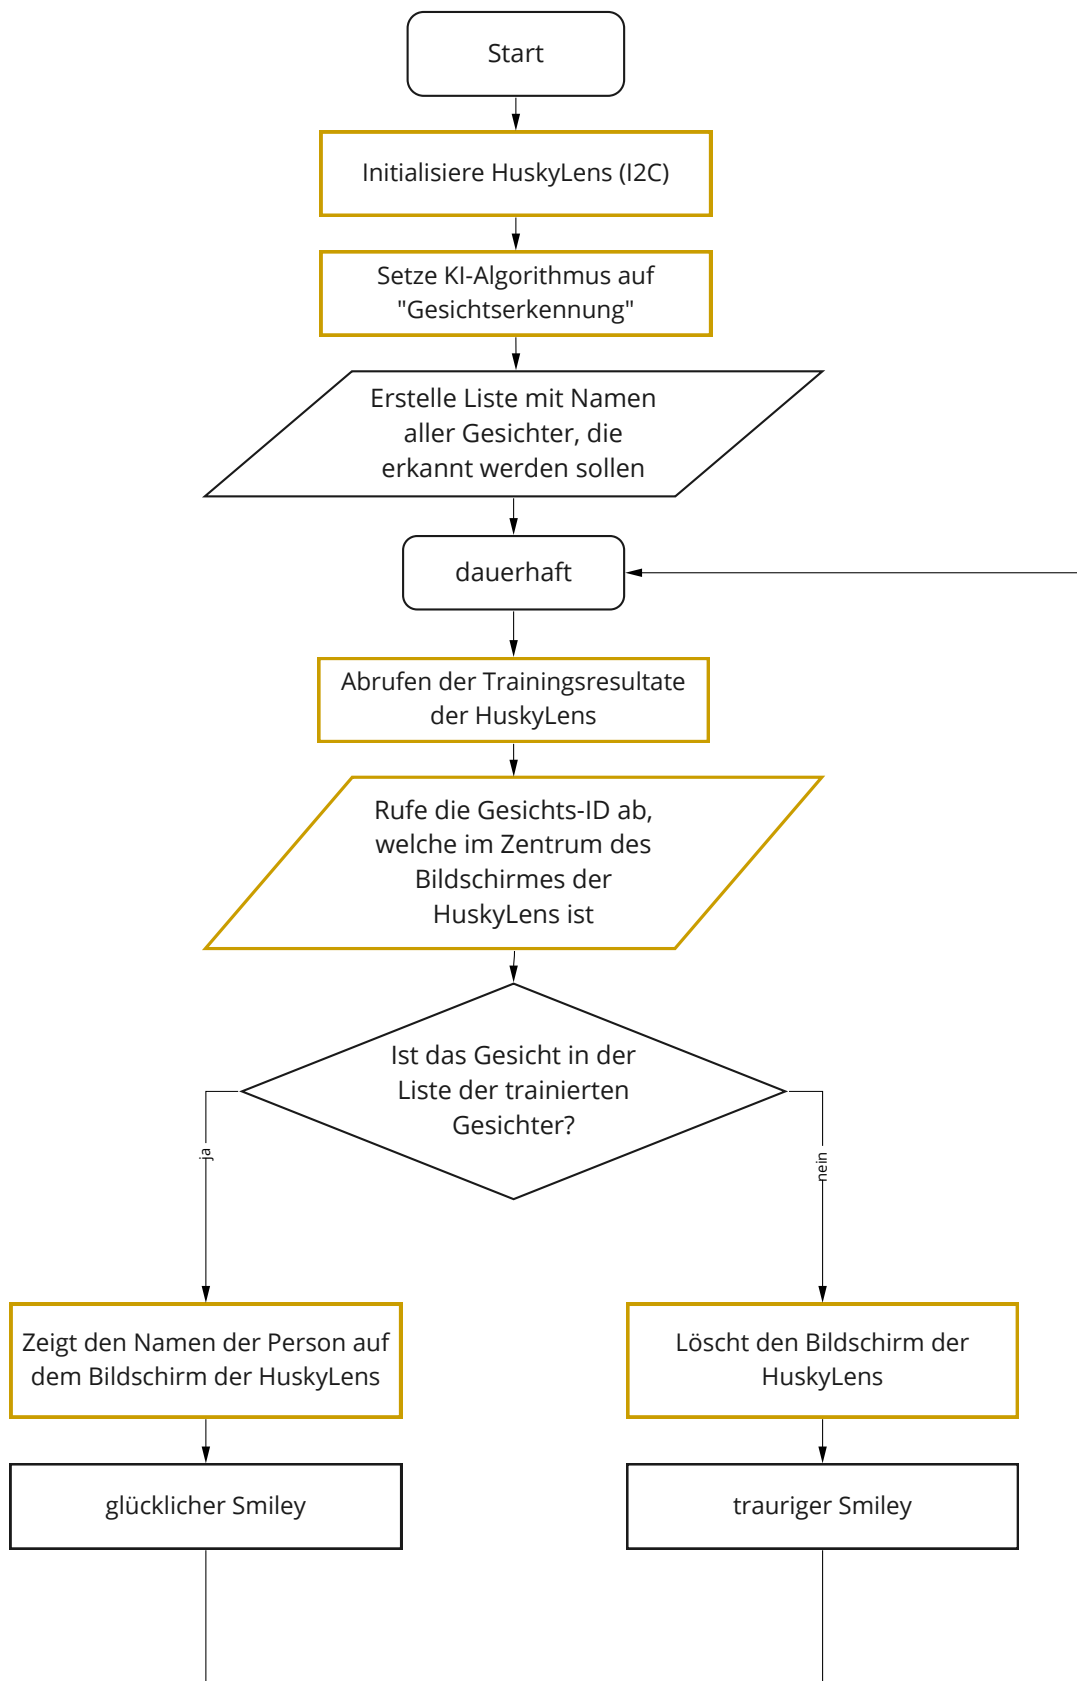 Start
Initialisiere HuskyLens (I2C)
Setze KI-Algorithmus auf
"Gesichtserkennung"
Erstelle Liste mit Namen
aller Gesichter, die
erkannt werden sollen
dauerhaft
Abrufen der Trainingsresultate
der HuskyLens
Rufe die Gesichts-ID ab,
welche im Zentrum des
Bildschirmes der
HuskyLens ist
Ist das Gesicht in der
Liste der trainierten
Gesichter?
ja
nein
Zeigt den Namen der Person auf
dem Bildschirm der HuskyLens
Löscht den Bildschirm der
HuskyLens
glücklicher Smiley
trauriger Smiley